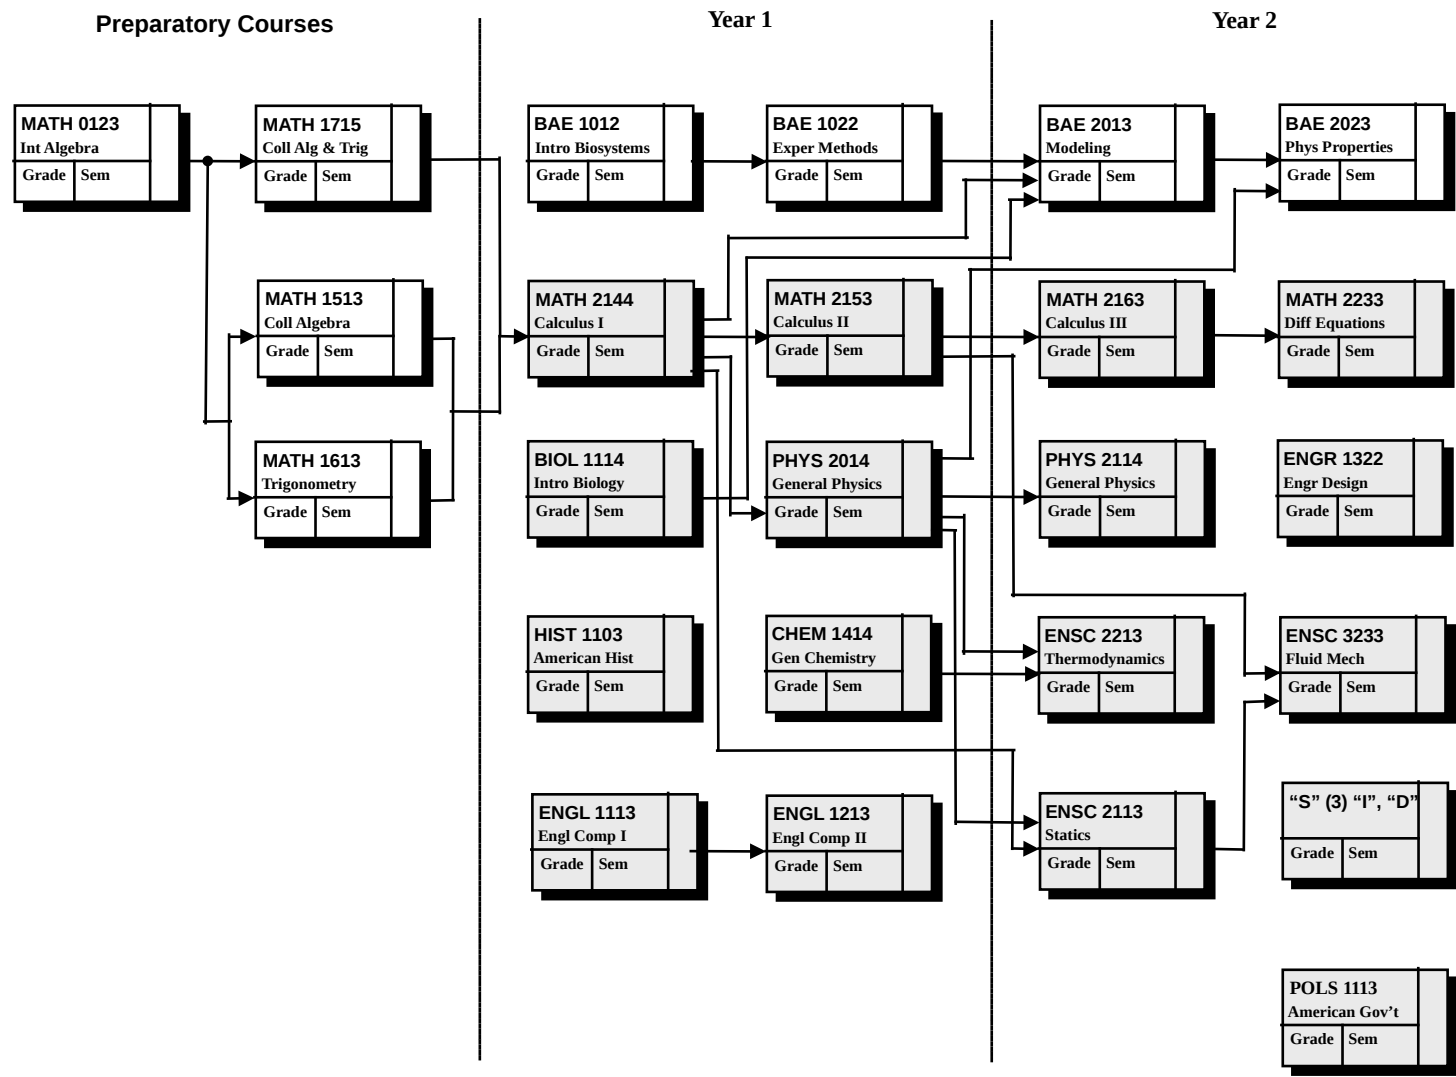 Preparatory Courses
Year 1
Year 2
MATH 0123
Int Algebra
Grade Sem
MATH 1715
Coll Alg & Trig
Grade Sem
BAE 1012
Intro Biosystems
Grade Sem
BAE 1022
Exper Methods
Grade Sem
BAE 2013
Modeling
Grade Sem
BAE 2023
Phys Properties
Grade Sem
MATH 1513
Coll Algebra
Grade Sem
MATH 2144
Calculus I
Grade Sem
MATH 2153
Calculus II
Grade Sem
MATH 2163
Calculus III
Grade Sem
MATH 2233
Diff Equations
Grade Sem
MATH 1613
Trigonometry
Grade Sem
BIOL 1114
Intro Biology
Grade Sem
PHYS 2014
General Physics
Grade Sem
PHYS 2114
General Physics
Grade Sem
ENGR 1322
Engr Design
Grade Sem
HIST 1103
American Hist
Grade Sem
CHEM 1414
Gen Chemistry
Grade Sem
ENSC 2213
Thermodynamics
Grade Sem
ENSC 3233
Fluid Mech
Grade Sem
ENGL 1113
Engl Comp I
Grade Sem
ENGL 1213
Engl Comp II
Grade Sem
ENSC 2113
Statics
Grade Sem
“S” (3) “I”, “D”
Grade Sem
POLS 1113
American Gov’t
Grade Sem